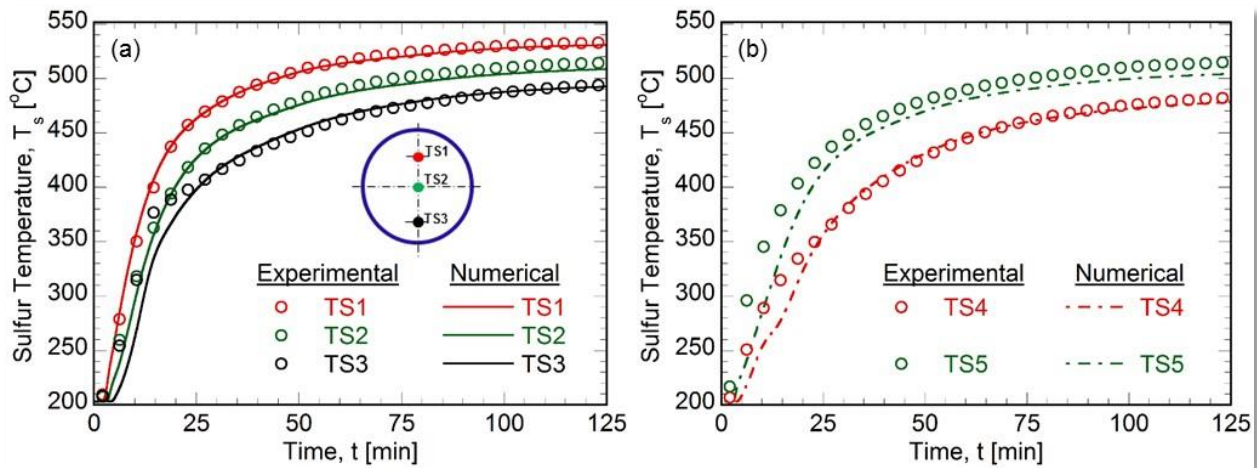 (a)
Sulfur Temperature, Ts [°C]
550
500
450
400
350
300
250
200
0 25 50 75 100 125
Time, t [min]
TS1
TS2
TS3
Experimental Numerical
TS1 TS1
TS2 TS2
TS3 TS3
(b)
Sulfur Temperature, Ts [°C]
550
500
450
400
350
300
250
200
0 25 50 75 100 125
Time, t [min]
Experimental Numerical
TS4 TS4
TS5 TS5